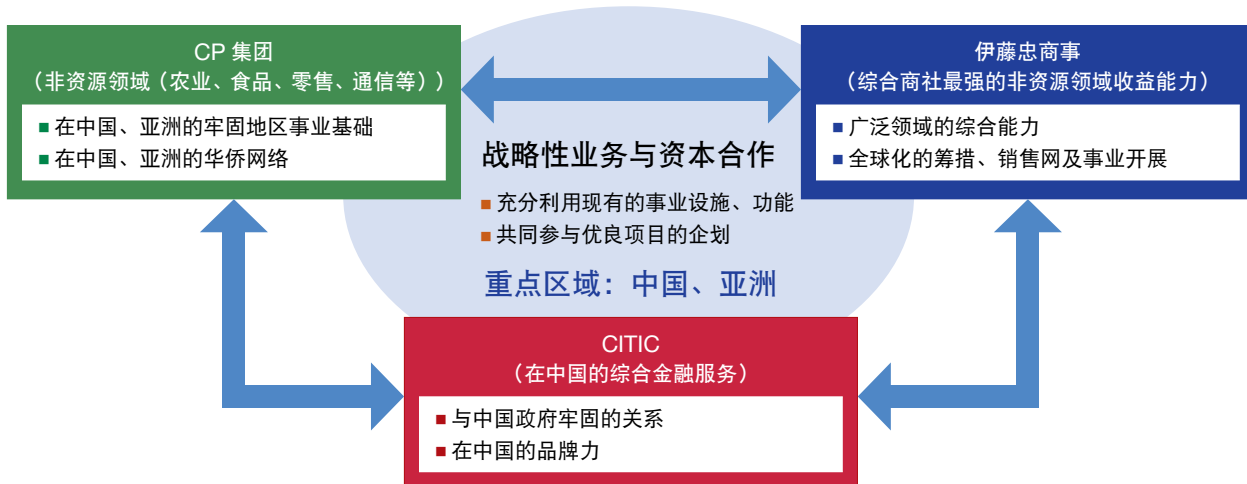 CP 集团
（非资源领域（农业、食品、零售、通信等））
■ 在中国、亚洲的牢固地区事业基础
■ 在中国、亚洲的华侨网络
伊藤忠商事
（综合商社最强的非资源领域收益能力）
■ 广泛领域的综合能力
■ 全球化的筹措、销售网及事业开展
战略性业务与资本合作
■ 充分利用现有的事业设施、功能
■ 共同参与优良项目的企划
重点区域：中国、亚洲
CITIC
（在中国的综合金融服务）
■ 与中国政府牢固的关系
■ 在中国的品牌力